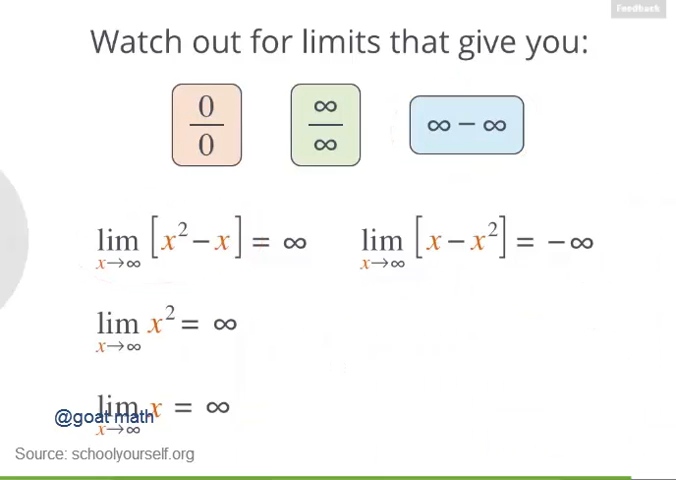 Feedback
Watch out for limits that give you:
0/0 ∞/∞ ∞ − ∞
lim x→∞ [x² − x] = ∞ lim x→∞ [x − x²] = −∞
lim x→∞ x² = ∞
lim x→∞ x = ∞
@goat math
Source: schoolyourself.org